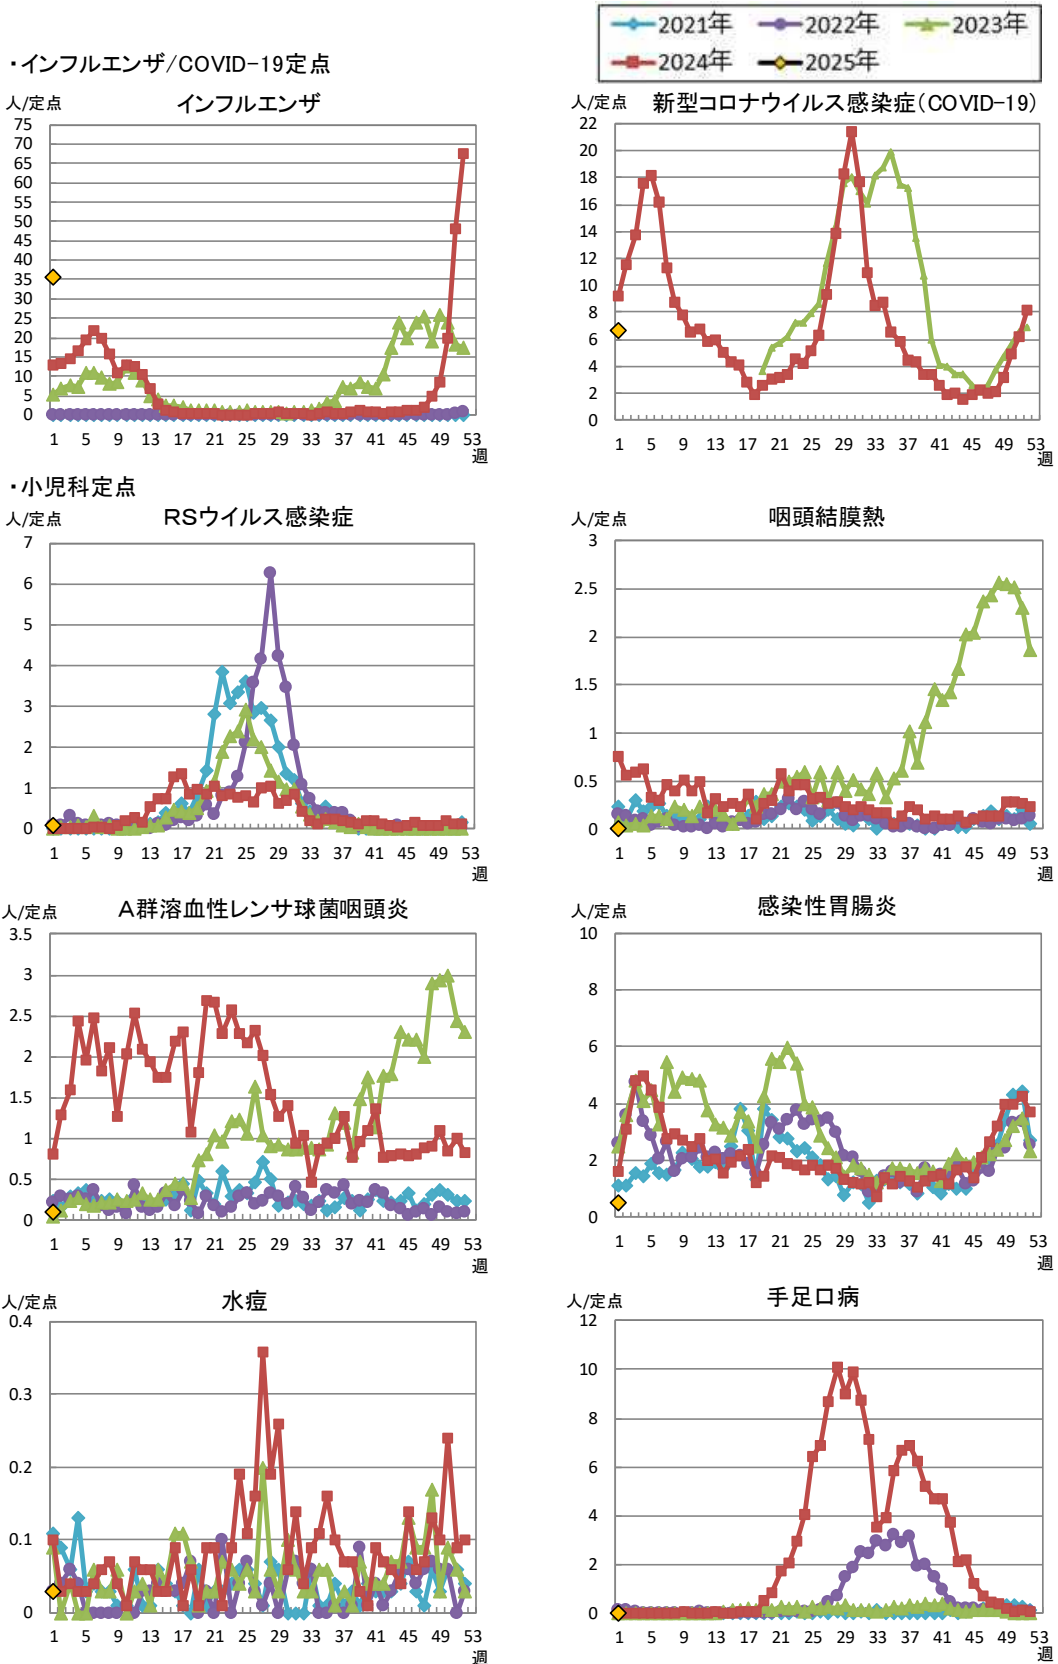 2021年 2022年 2023年
2024年 2025年
・インフルエンザ/COVID-19定点
人/定点 インフルエンザ
75
70
65
60
55
50
45
40
35
30
25
20
15
10
5
0
1 5 9 13 17 21 25 29 33 37 41 45 49 53
週
人/定点 新型コロナウイルス感染症(COVID-19)
22
20
18
16
14
12
10
8
6
4
2
0
1 5 9 13 17 21 25 29 33 37 41 45 49 53
週
・小児科定点
人/定点 RSウイルス感染症
7
6
5
4
3
2
1
0
1 5 9 13 17 21 25 29 33 37 41 45 49 53
週
人/定点 咽頭結膜熱
3
2.5
2
1.5
1
0.5
0
1 5 9 13 17 21 25 29 33 37 41 45 49 53
週
人/定点 A群溶血性レンサ球菌咽頭炎
3.5
3
2.5
2
1.5
1
0.5
0
1 5 9 13 17 21 25 29 33 37 41 45 49 53
週
人/定点 感染性胃腸炎
10
8
6
4
2
0
1 5 9 13 17 21 25 29 33 37 41 45 49 53
週
人/定点 水痘
0.4
0.3
0.2
0.1
0
1 5 9 13 17 21 25 29 33 37 41 45 49 53
週
人/定点 手足口病
12
10
8
6
4
2
0
1 5 9 13 17 21 25 29 33 37 41 45 49 53
週